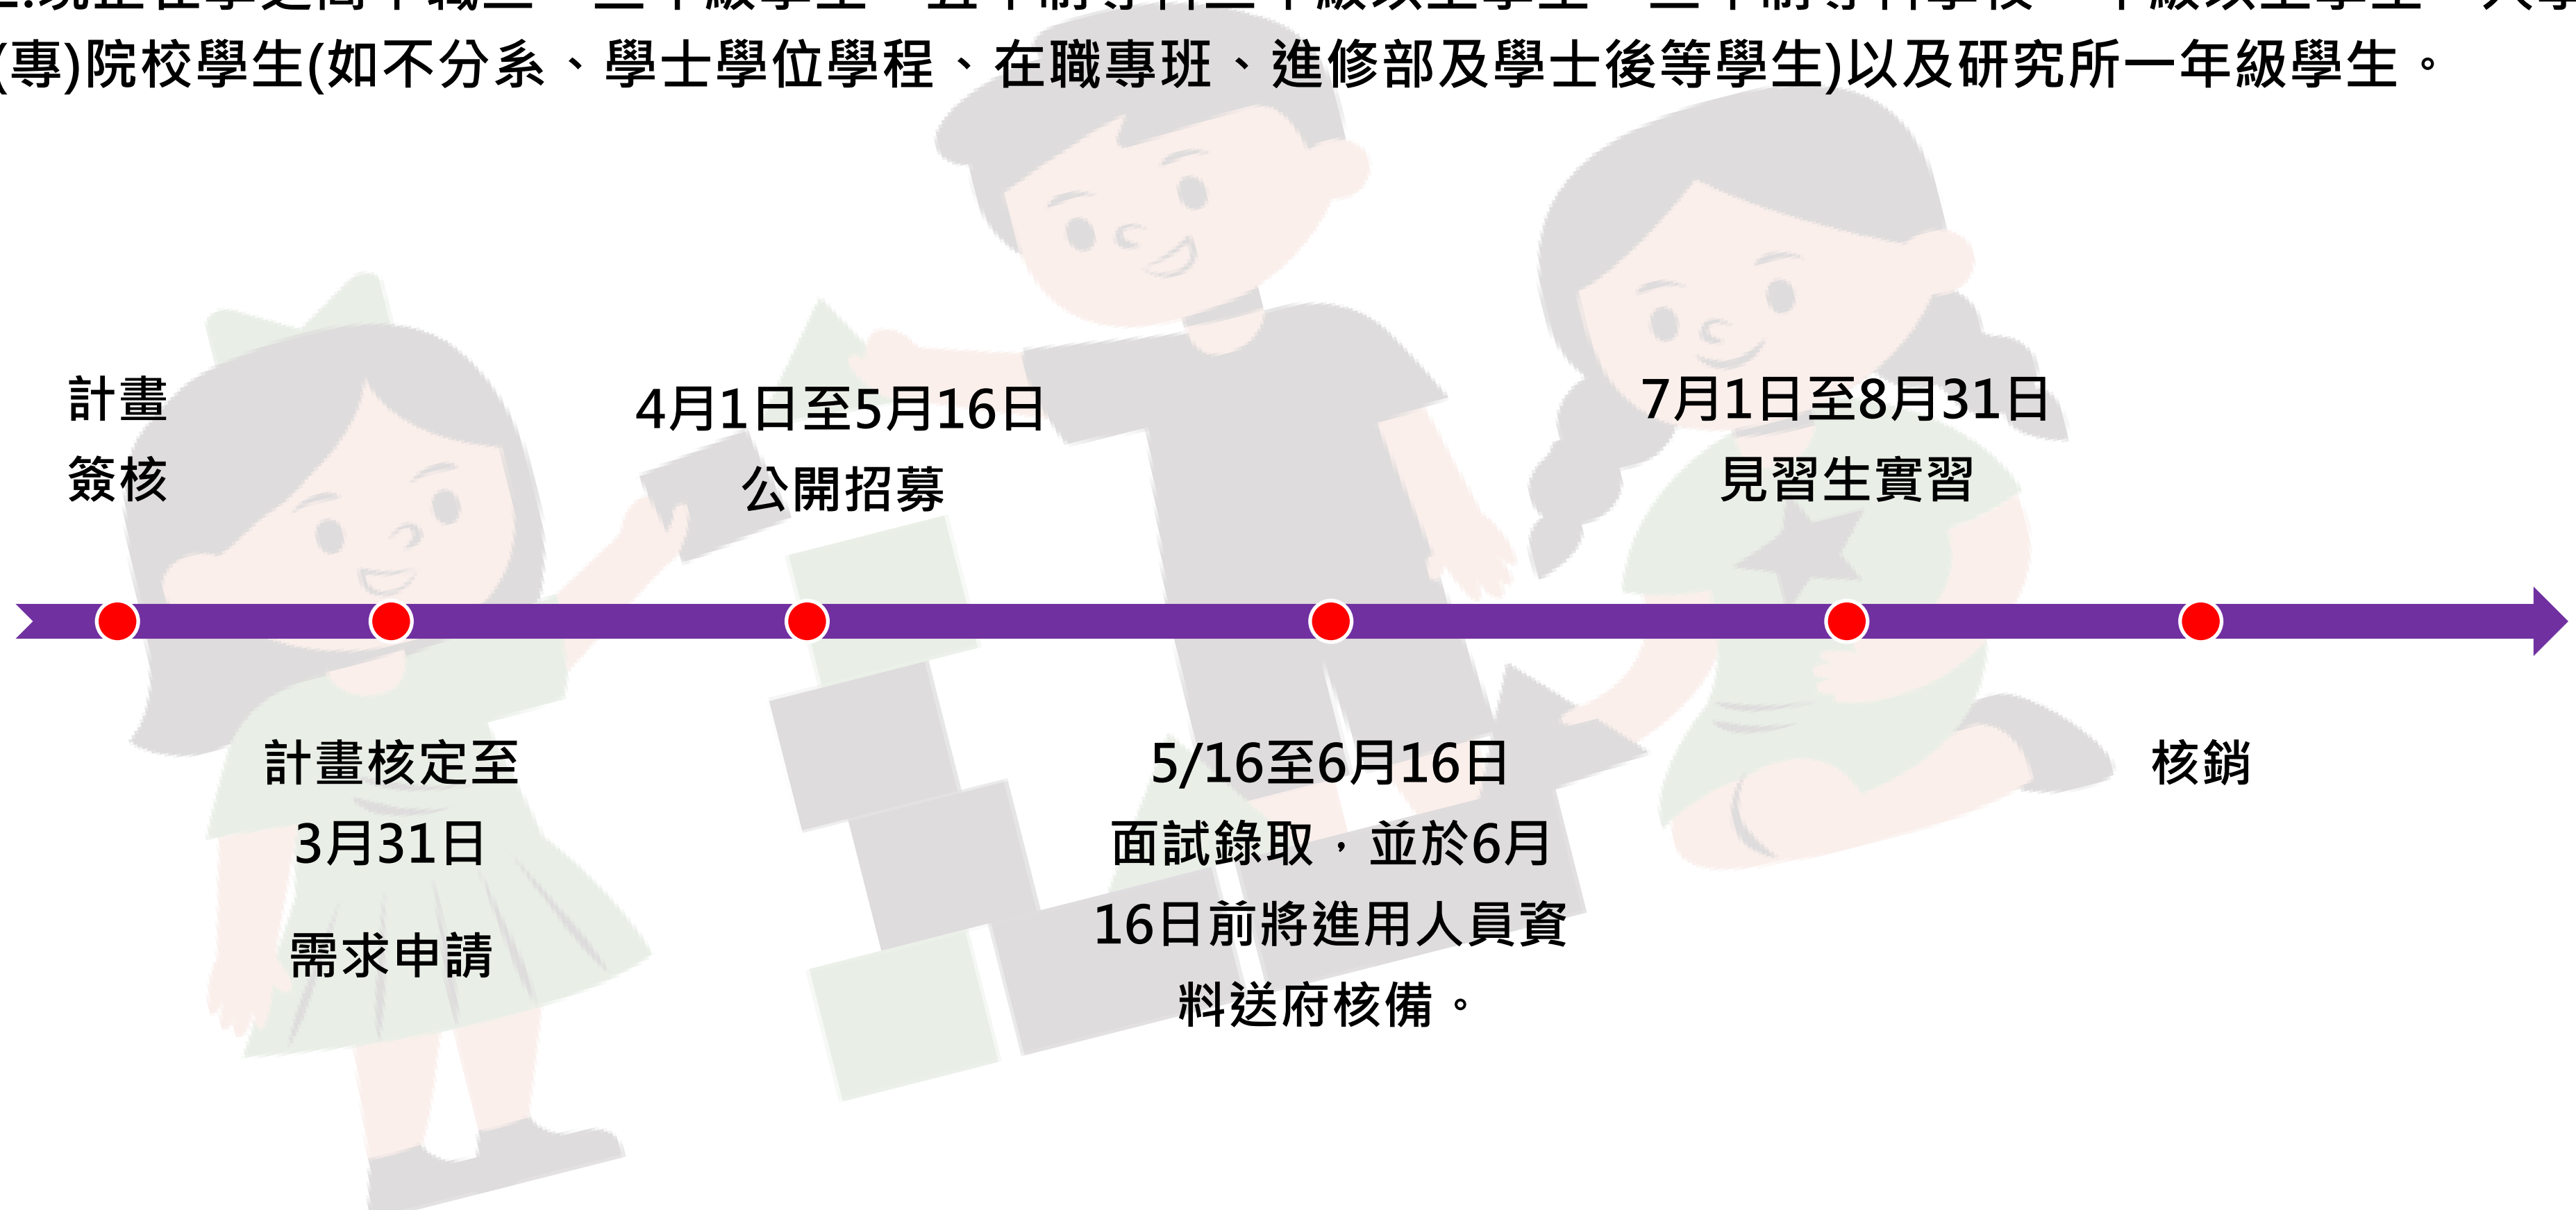 (專)院校學生(如不分系、學士學位學程、在職專班、進修部及學士後等學生)以及研究所一年級學生。
計畫
簽核
4月1日至5月16日
公開招募
7月1日至8月31日
見習生實習
計畫核定至
3月31日
需求申請
5/16至6月16日
面試錄取，並於6月
16日前將進用人員資
料送府核備。
核銷